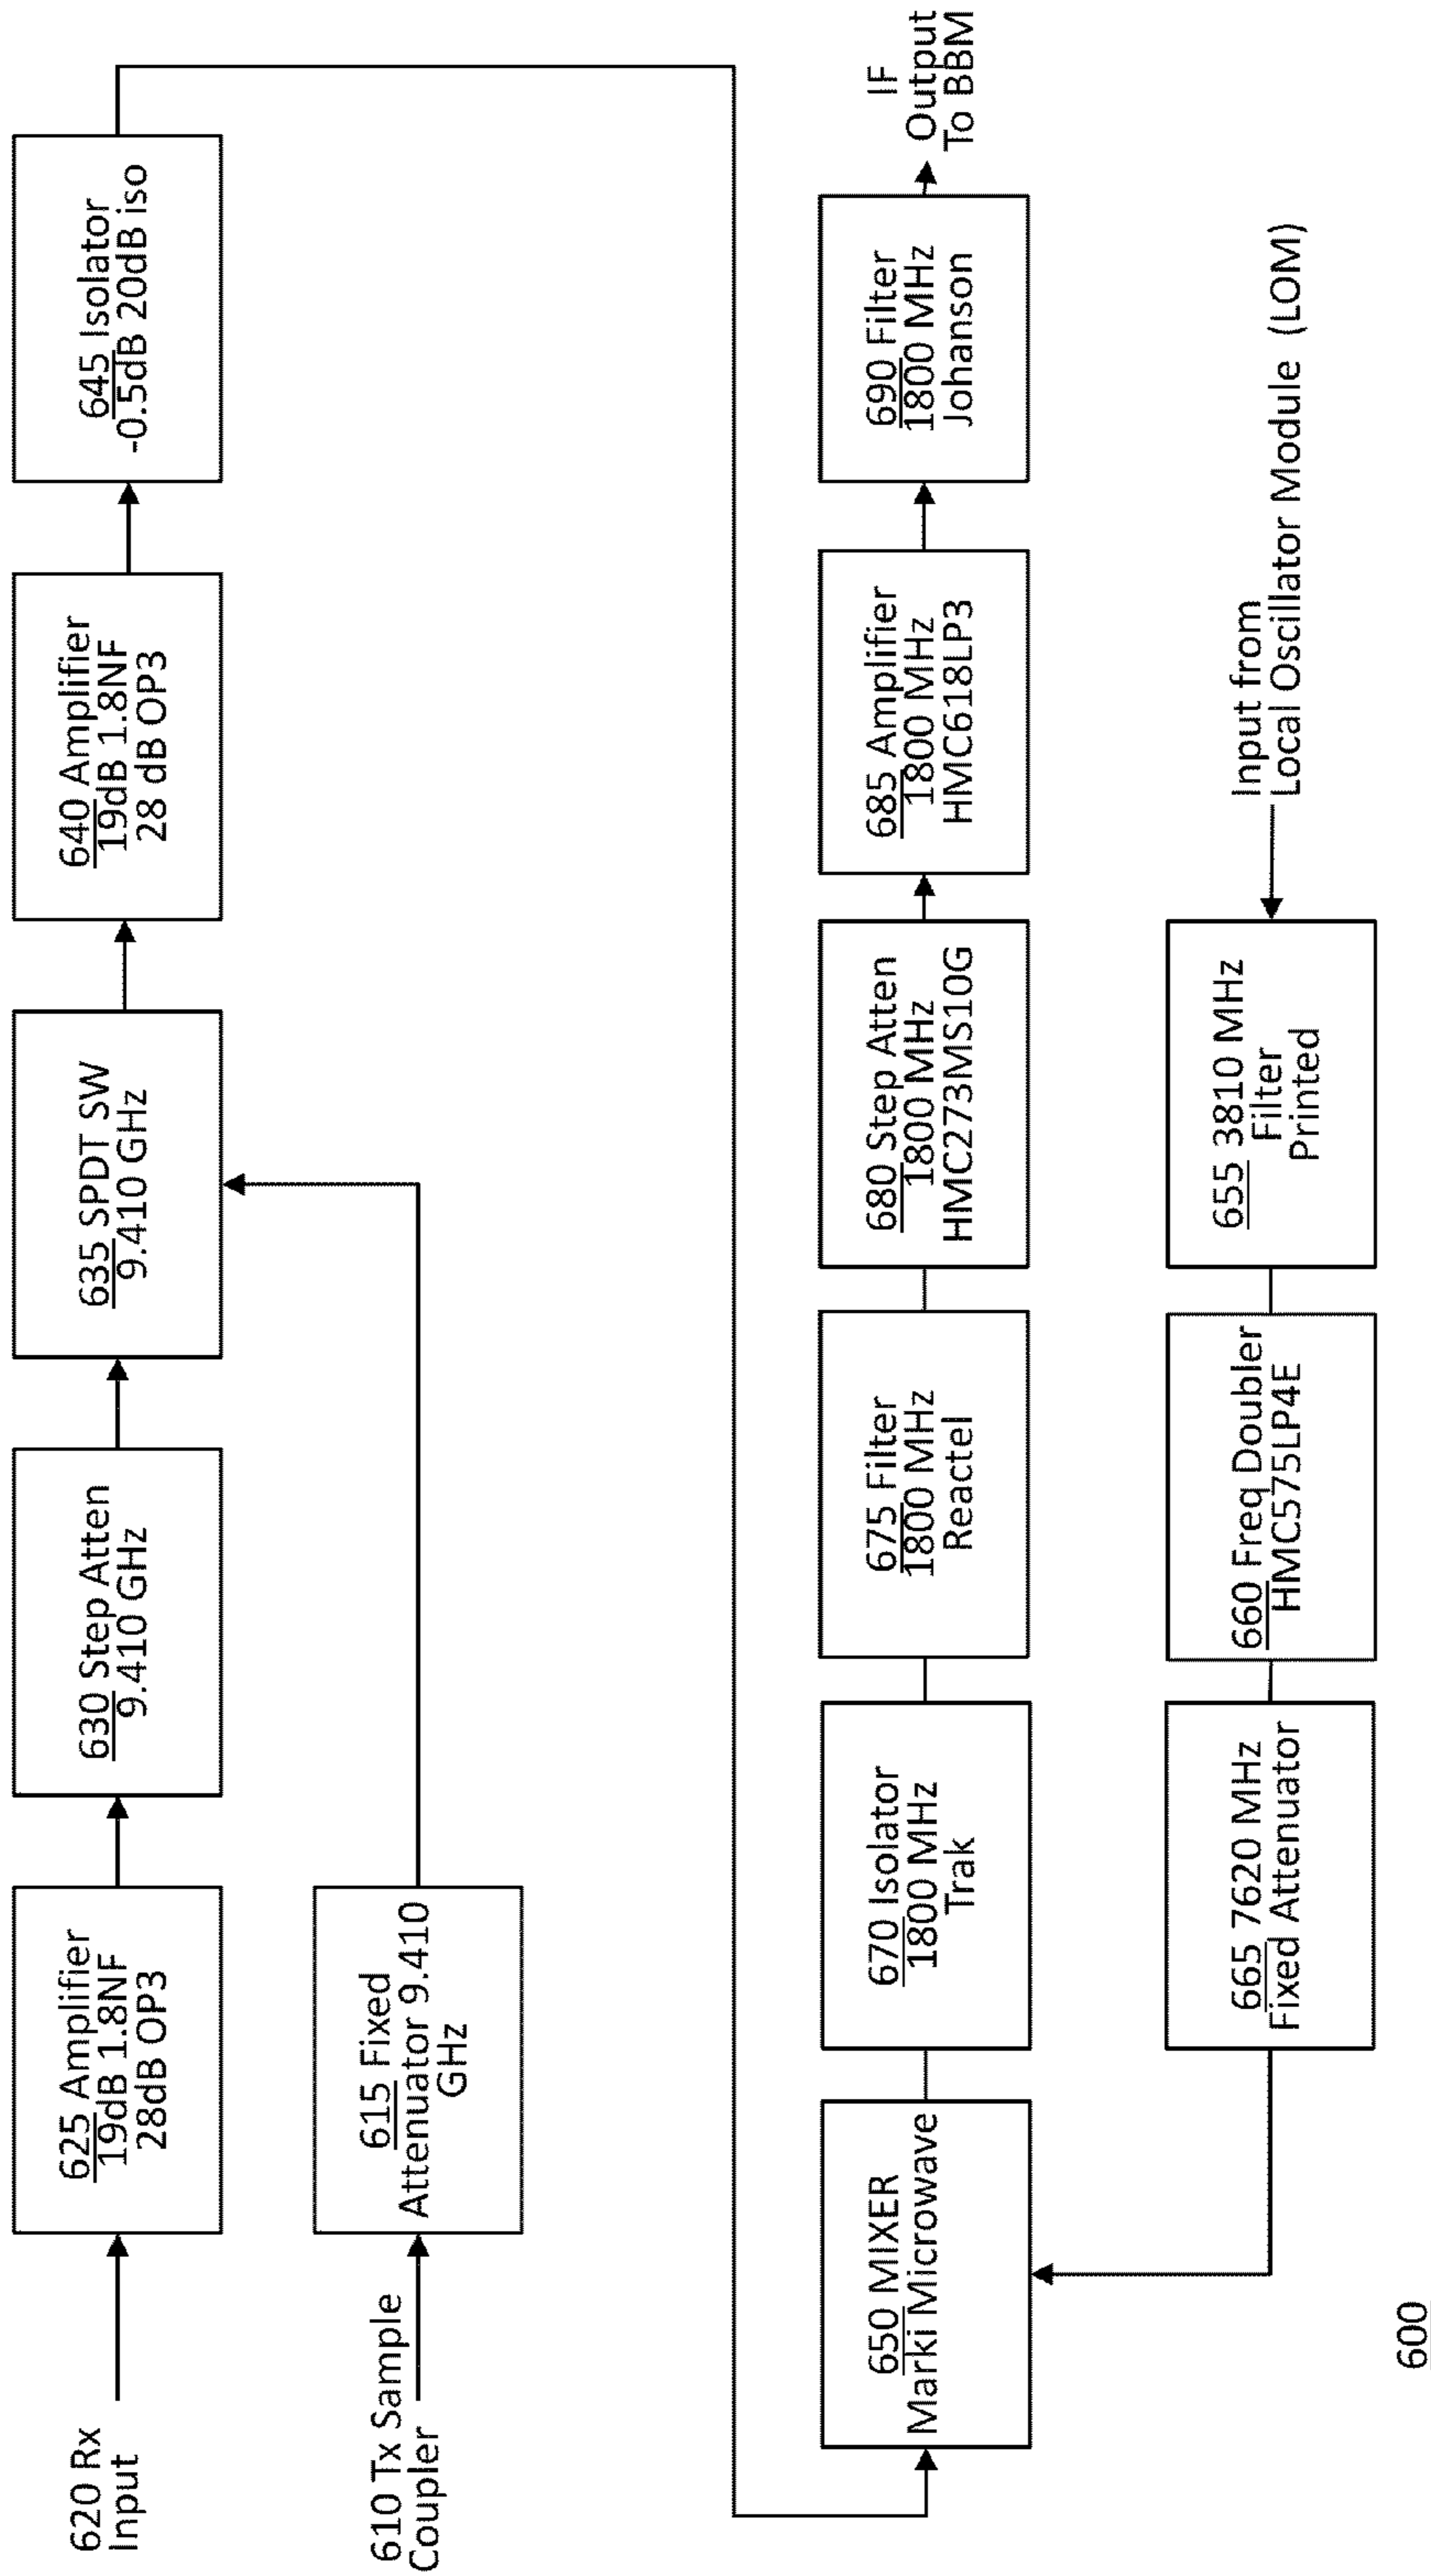 620 Rx
Input
625 Amplifier
19dB 1.8NF
28dB OP3
630 Step Atten
9.410 GHz
635 SPDT SW
9.410 GHz
640 Amplifier
19dB 1.8NF
28 dB OP3
645 Isolator
-0.5dB 20dB iso
610 Tx Sample
Coupler
615 Fixed
Attenuator 9.410
GHz
650 MIXER
Marki Microwave
670 Isolator
1800 MHz
Trak
675 Filter
1800 MHz
Reactel
680 Step Atten
1800 MHz
HMC273MS10G
685 Amplifier
1800 MHz
HMC618LP3
690 Filter
1800 MHz
Johanson
IF
Output
To BBM
665 7620 MHz
Fixed Attenuator
660 Freq Doubler
HMC575LP4E
655 3810 MHz
Filter
Printed
Input from
Local Oscillator Module (LOM)
600